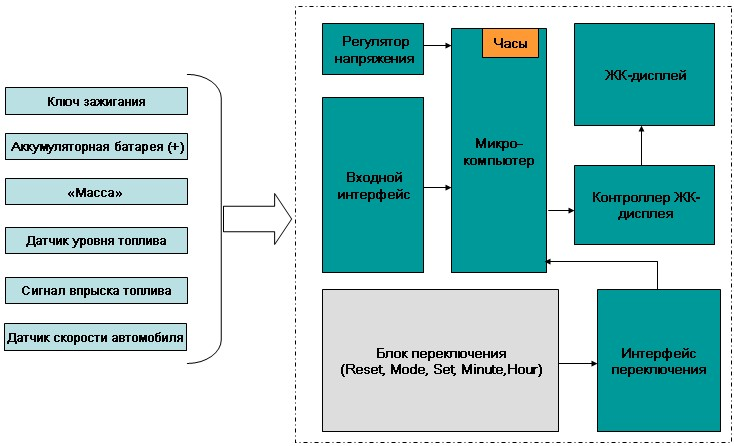 Ключ зажигания
Аккумуляторная батарея (+)
«Масса»
Датчик уровня топлива
Сигнал впрыска топлива
Датчик скорости автомобиля
Регулятор
напряжения
Входной
интерфейс
Часы
Микро-
компьютер
ЖК-дисплей
Контроллер ЖК-
дисплея
Блок переключения
(Reset, Mode, Set, Minute,Hour)
Интерфейс
переключения